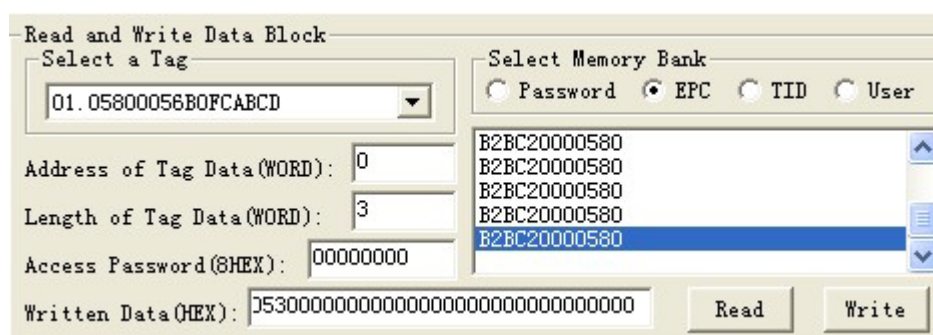 Read and Write Data Block
Select a Tag
01.05800056B0FCABCD
Address of Tag Data(WORD): 0
Length of Tag Data(WORD): 3
Access Password(8HEX): 00000000
Select Memory Bank
Password EPC TID User
B2BC20000580
B2BC20000580
B2BC20000580
B2BC20000580
B2BC20000580
Written Data(HEX): Read Write